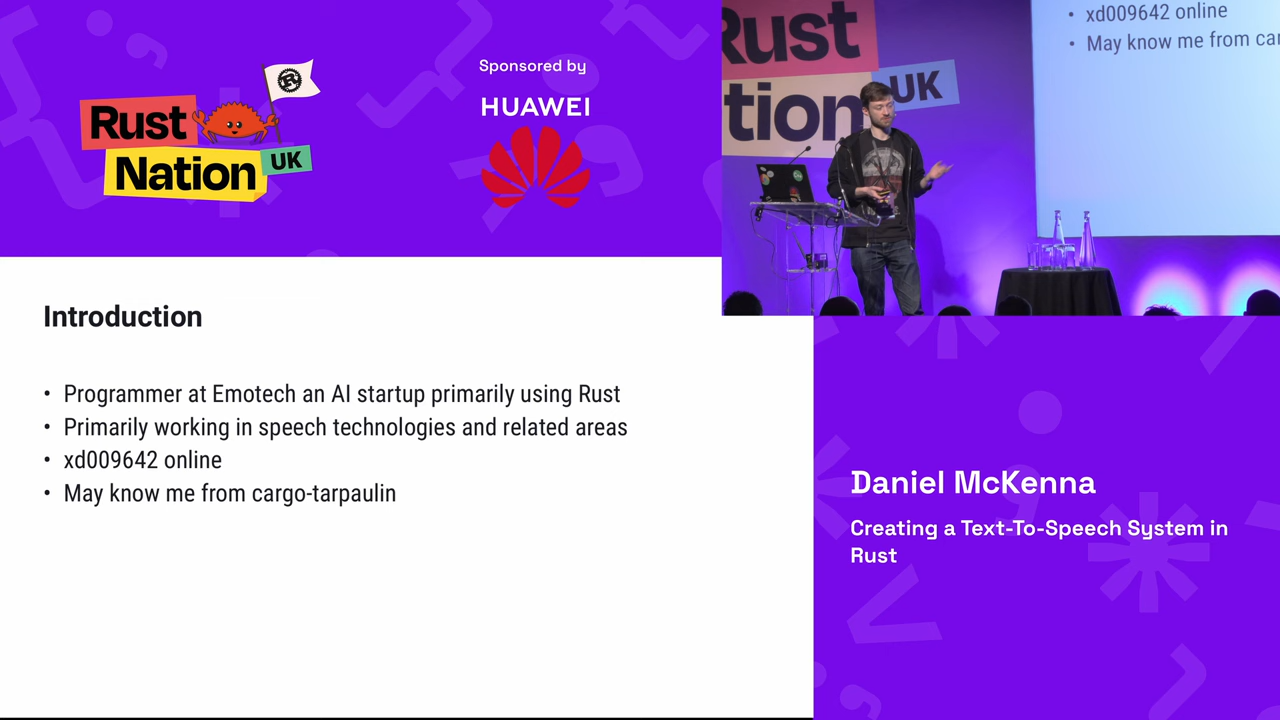 Rust
Nation
UK
Sponsored by
HUAWEI
Rust
tion
UK
xd009642 online
May know me from car
Introduction
• Programmer at Emotech an AI startup primarily using Rust
• Primarily working in speech technologies and related areas
• xd009642 online
• May know me from cargo-tarpaulin
Daniel McKenna
Creating a Text-To-Speech System in
Rust